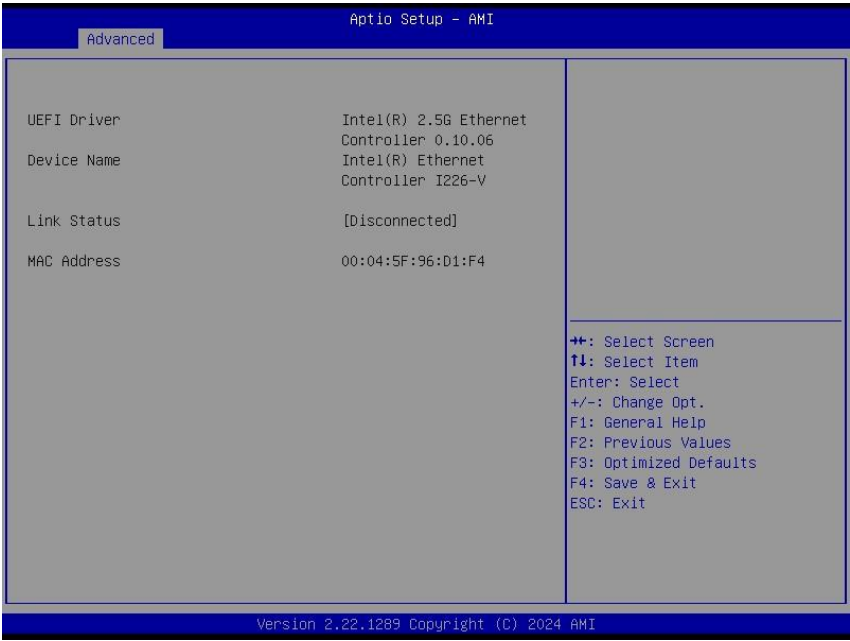 Aptio Setup - AMI
Advanced
UEFI Driver Intel(R) 2.5G Ethernet
Controller 0.10.06
Device Name Intel(R) Ethernet
Controller I226-V
Link Status [Disconnected]
MAC Address 00:04:5F:96:D1:F4
→←: Select Screen
↑↓: Select Item
Enter: Select
+/-: Change Opt.
F1: General Help
F2: Previous Values
F3: Optimized Defaults
F4: Save & Exit
ESC: Exit
Version 2.22.1289 Copyright (C) 2024 AMI